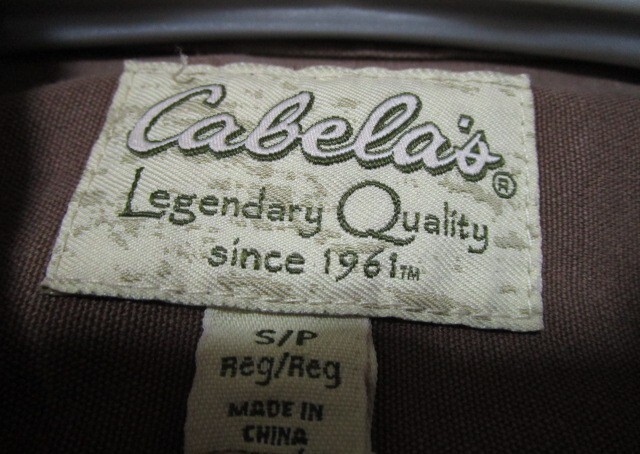 Cabela's®
Legendary Quality
since 1961™
S/P
Reg/Reg
MADE IN
CHINA